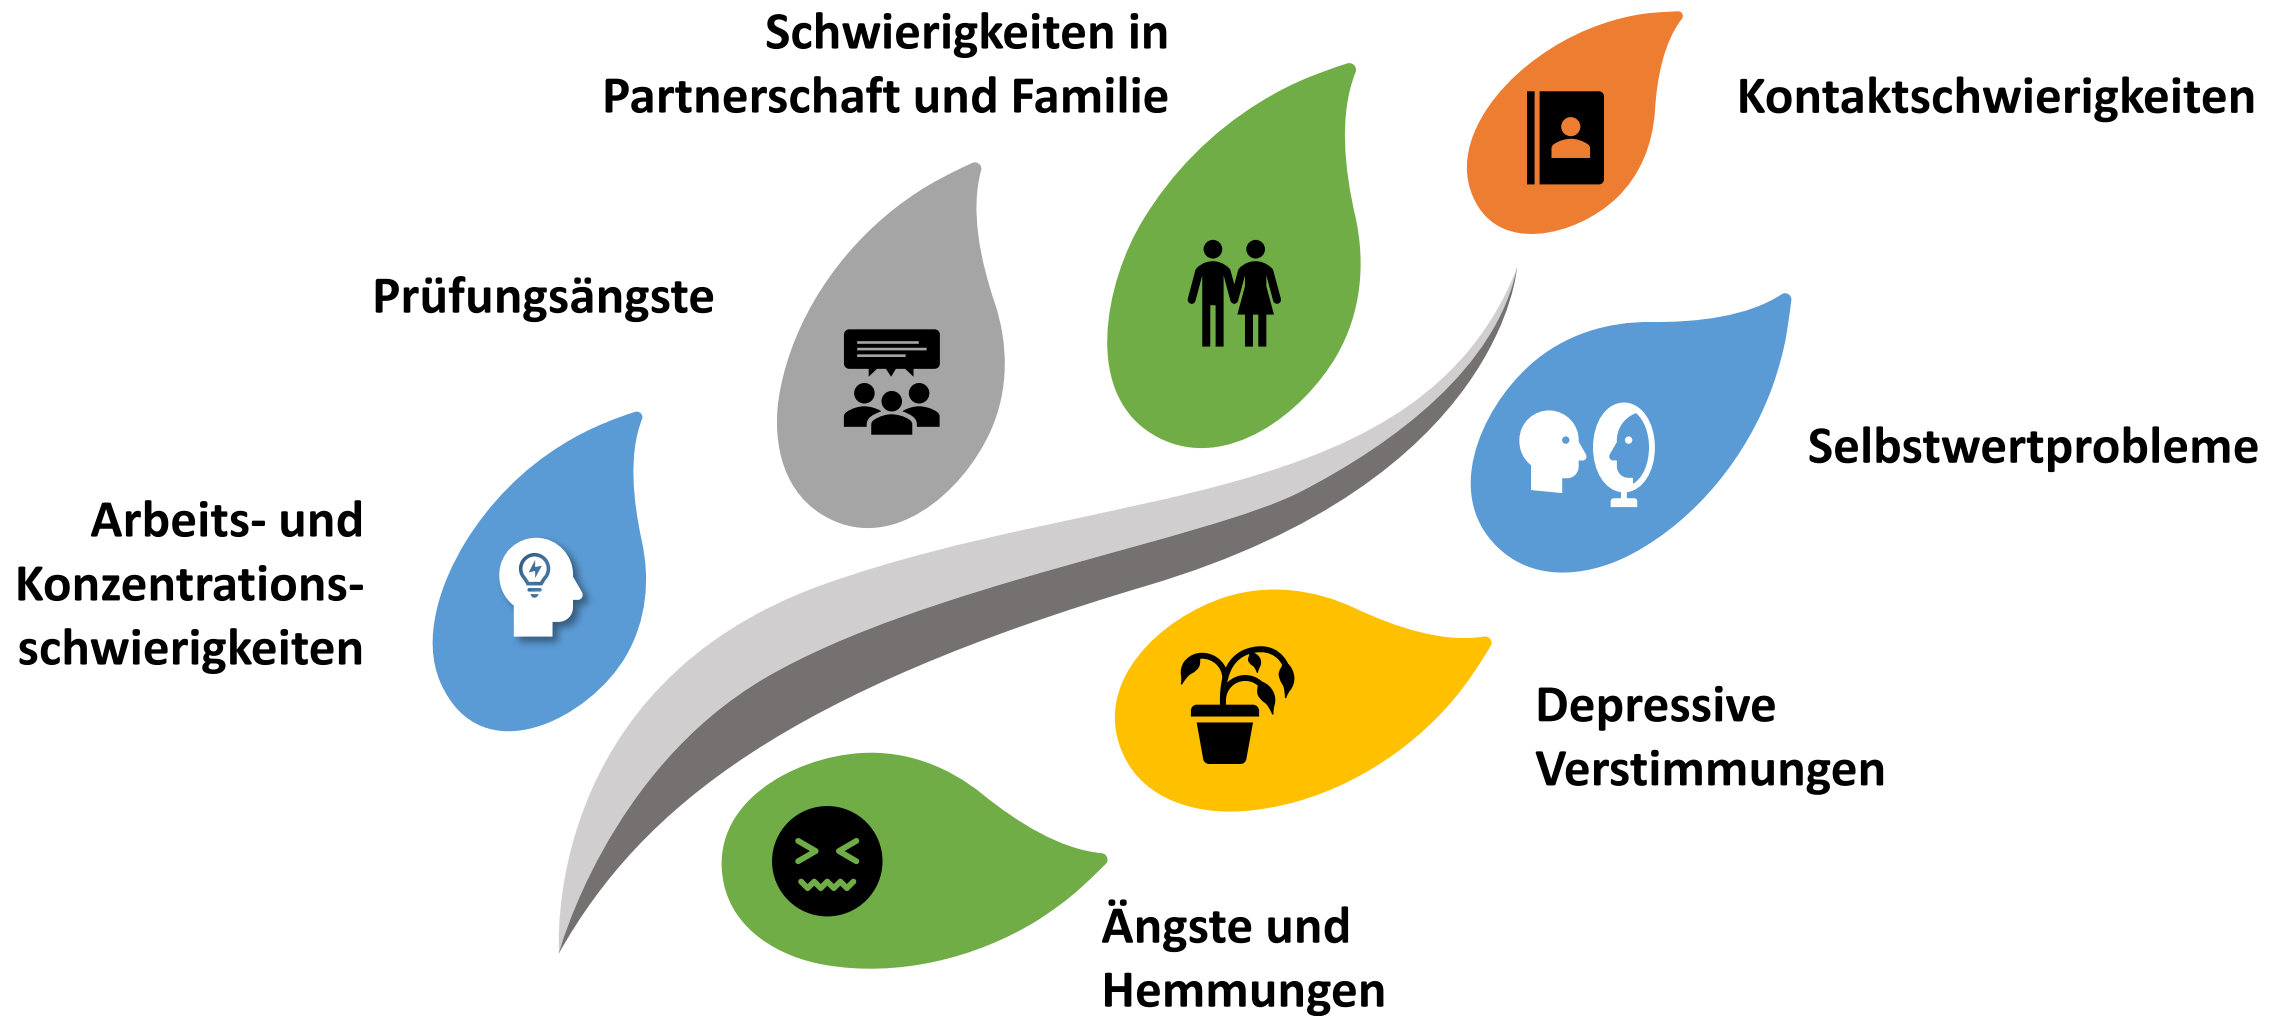 Schwierigkeiten in
Partnerschaft und Familie
Kontaktschwierigkeiten
Prüfungsängste
Selbstwertprobleme
Arbeits- und
Konzentrations-
schwierigkeiten
Depressive
Verstimmungen
Ängste und
Hemmungen